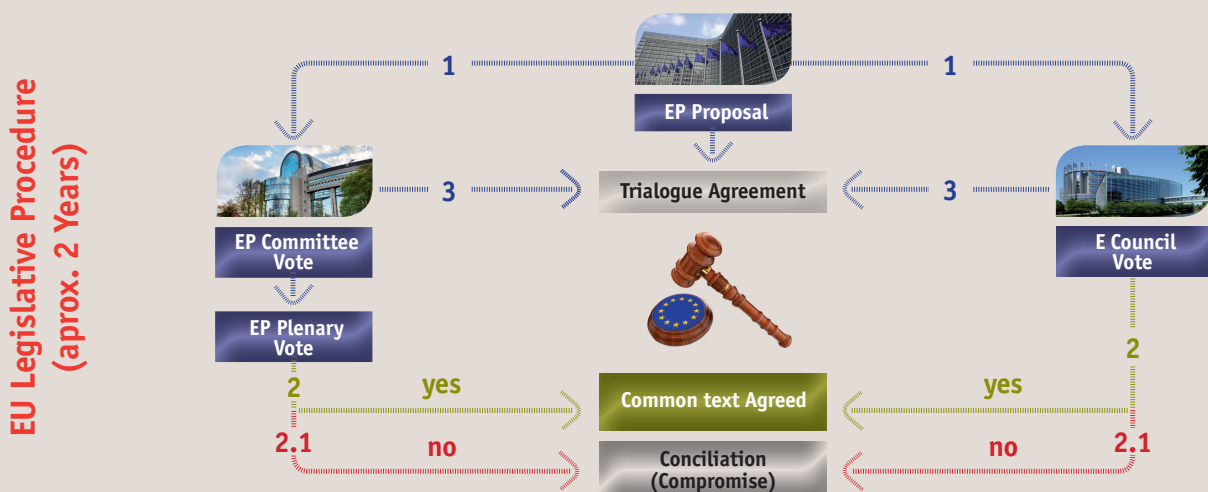 EU Legislative Procedure
(aprox. 2 Years)
1
1
EP Proposal
3
Trialogue Agreement
3
EP Committee
Vote
E Council
Vote
EP Plenary
Vote
2
2
yes
Common text Agreed
yes
2.1
no
Conciliation
(Compromise)
no
2.1